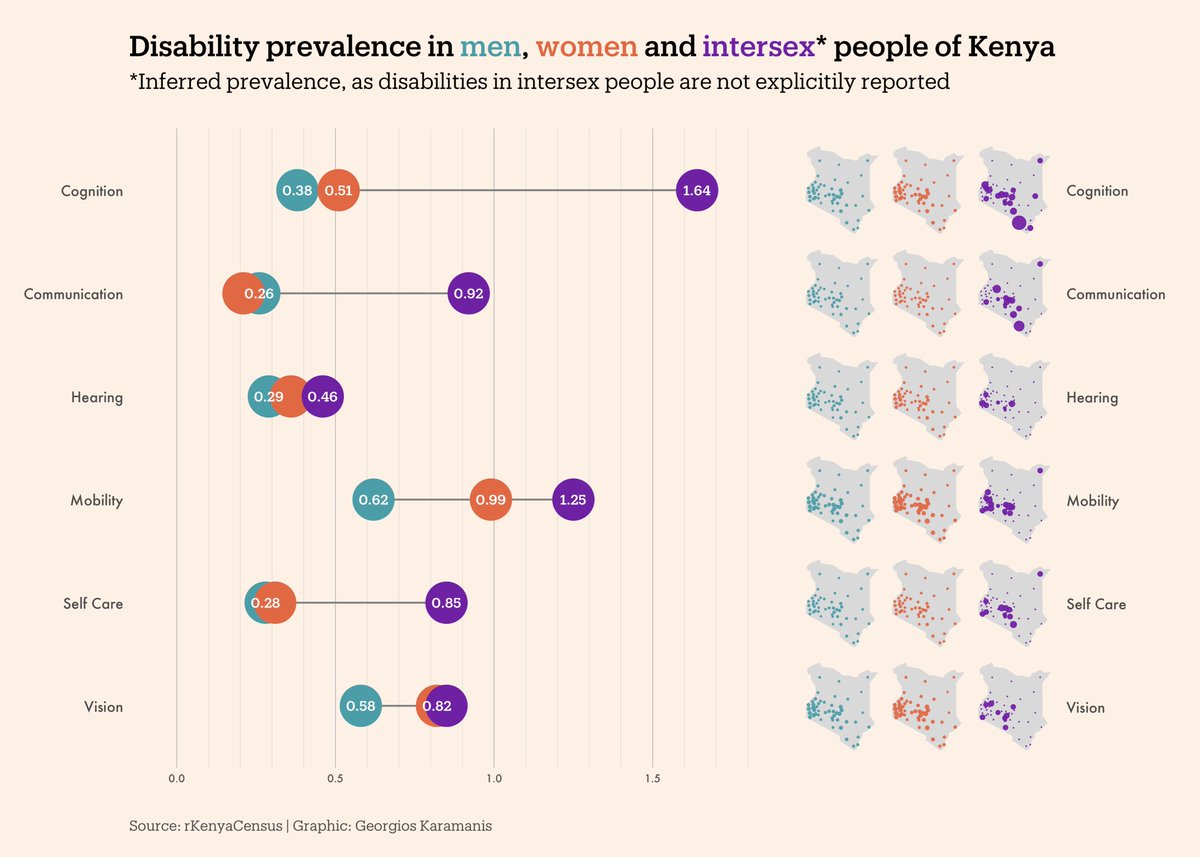 Disability prevalence in men, women and intersex* people of Kenya
*Inferred prevalence, as disabilities in intersex people are not explicitily reported
Cognition
0.38
0.51
1.64
Cognition
Communication
0.26
0.92
Communication
Hearing
0.29
0.46
Hearing
Mobility
0.62
0.99
1.25
Mobility
Self Care
0.28
0.85
Self Care
Vision
0.58
0.82
Vision
0.0
0.5
1.0
1.5
Source: rKenyaCensus | Graphic: Georgios Karamanis